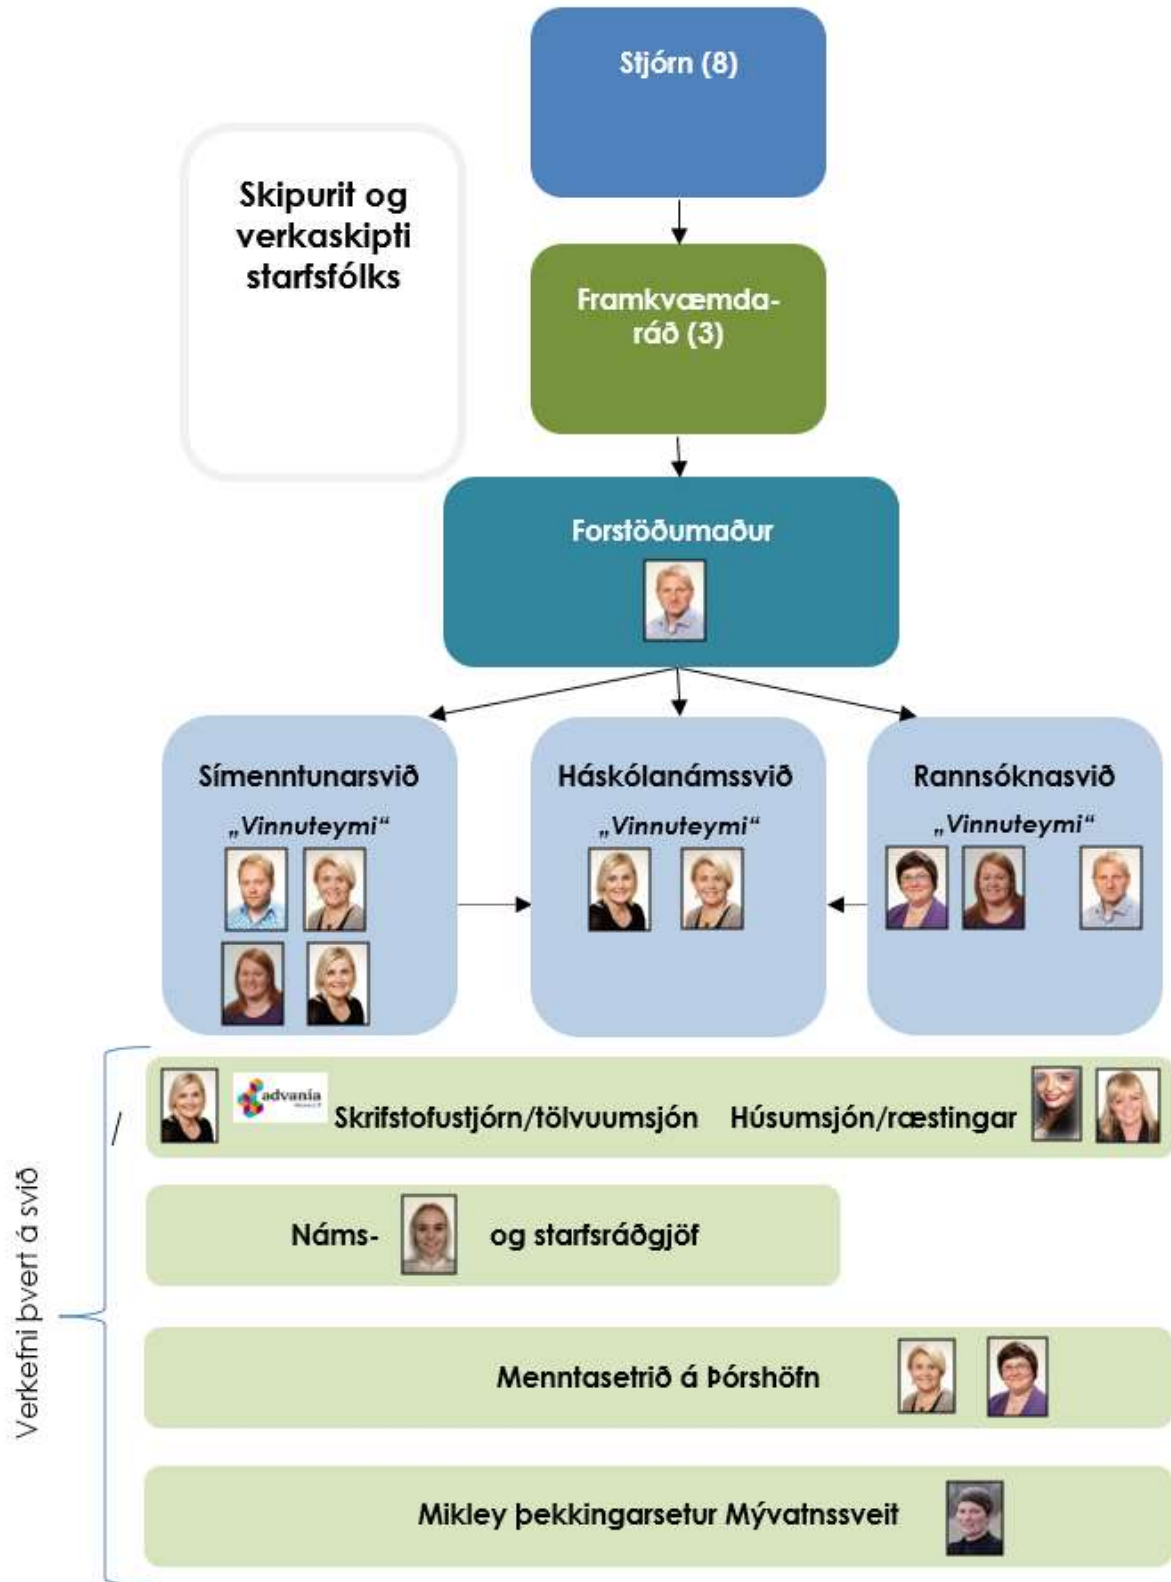 Stjórn (8)
Skipurit og
verkaskipti
starfsfólks
Framkvæmda-
ráð (3)
Forstöðumaður
Símenntunarsvið
„Vinnuteymi“
Háskólanámssvið
„Vinnuteymi“
Rannsóknasvið
„Vinnuteymi“
/
advania
Skrifstofustjórn/tölvuumsjón
Húsumsjón/ræstingar
Náms- og starfsráðgjöf
Menntasetrið á Þórshöfn
Mikley þekkingarsetur Mývatnssveit
Verkefni þvert á svið